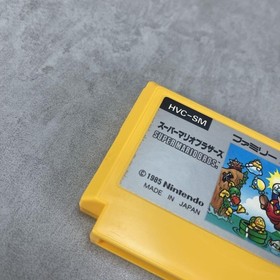 HVC-SM
スーパーマリオブラザーズ
SUPER MARIO BROS.
ファミリー
© 1985 Nintendo
MADE IN JAPAN